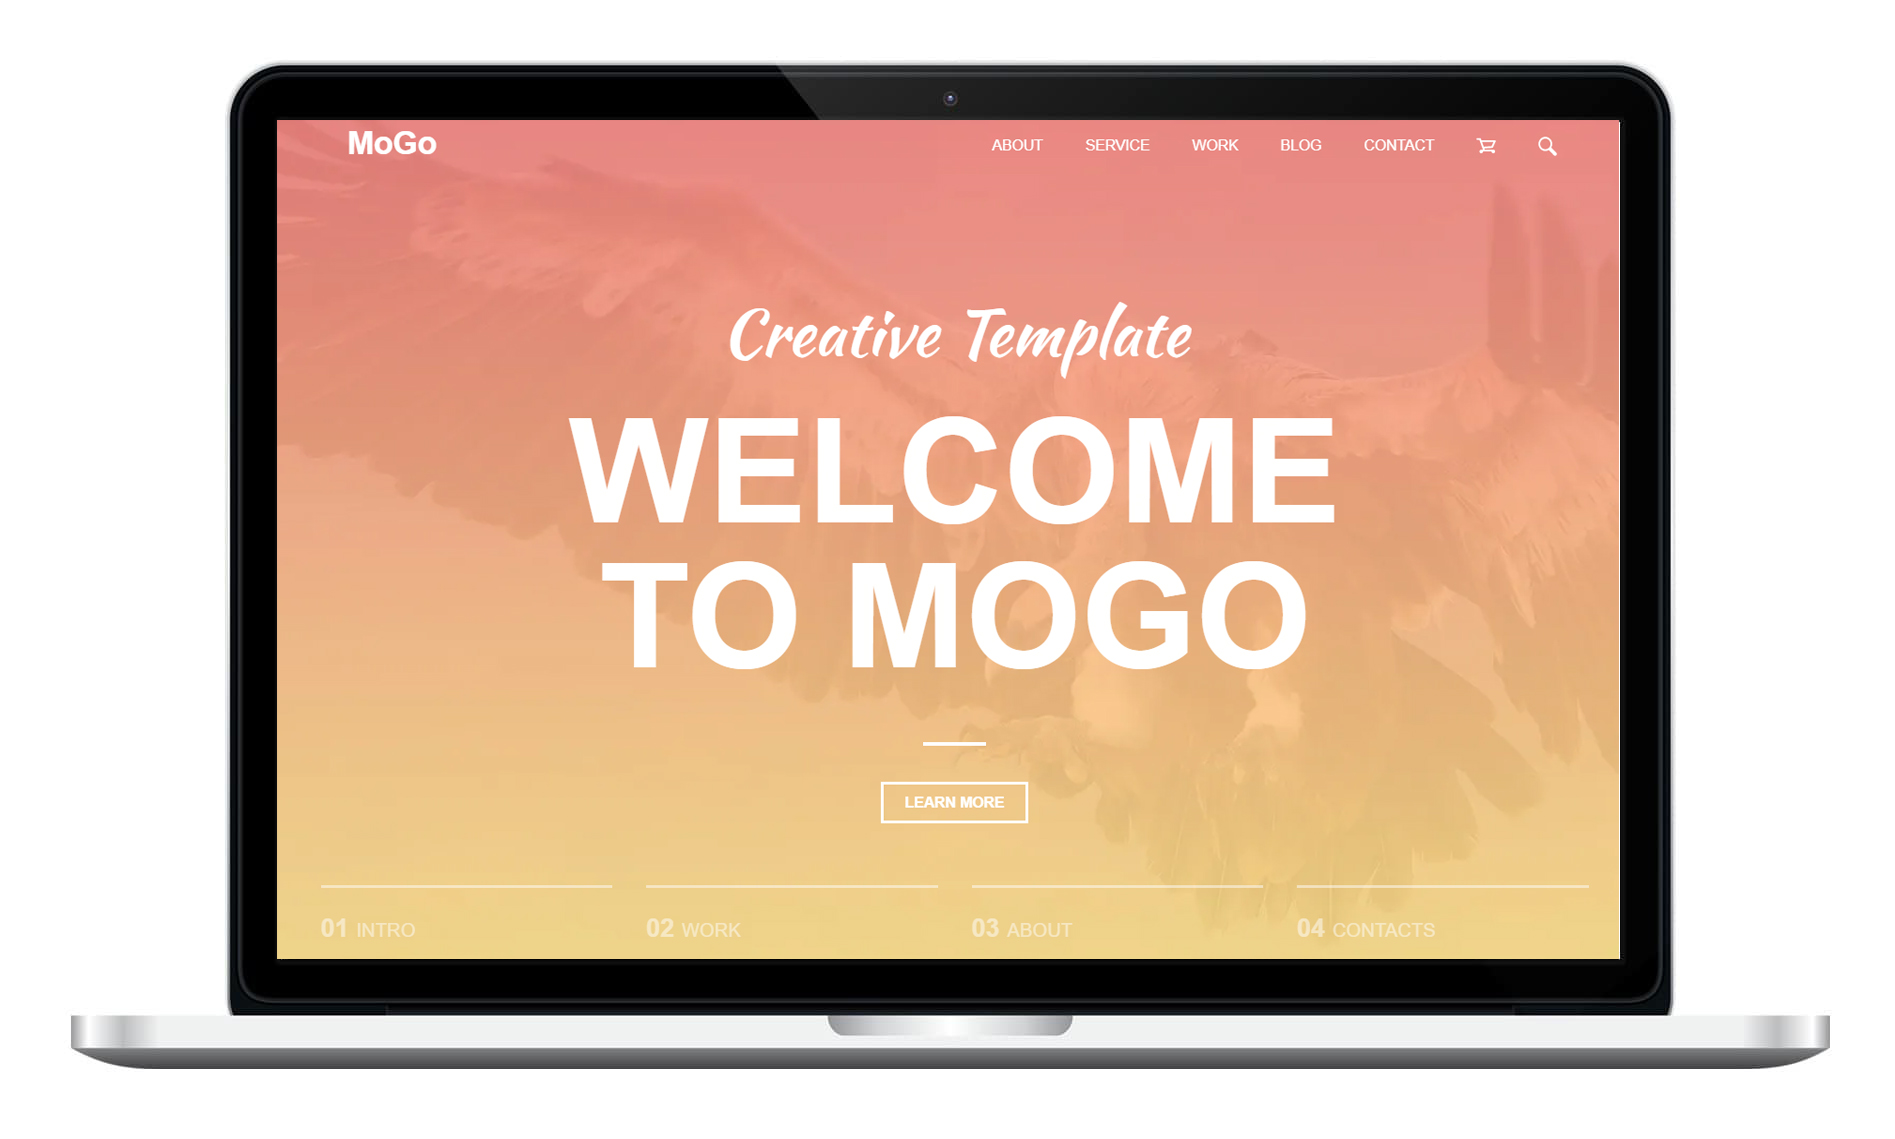 MoGo
ABOUT SERVICE WORK BLOG CONTACT
Creative Template
WELCOME
TO MOGO
LEARN MORE
01 INTRO 02 WORK 03 ABOUT 04 CONTACTS